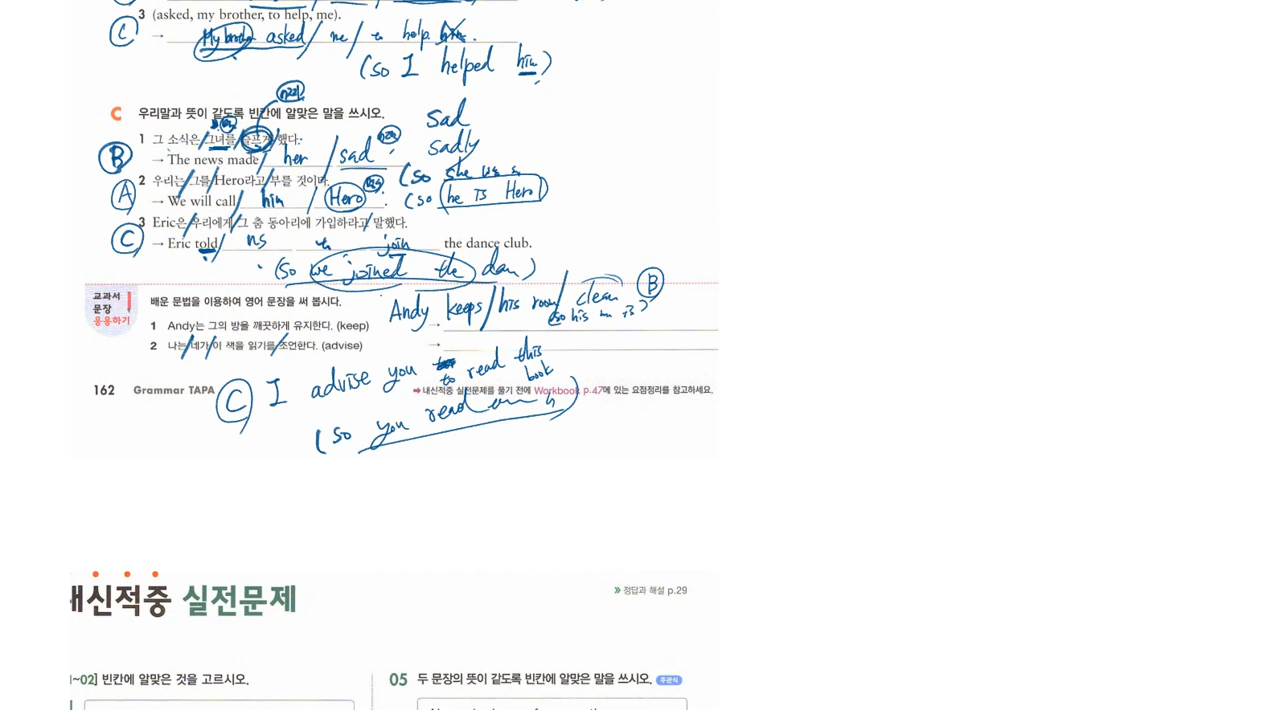 3 (asked, my brother, to help, me).
C → My brother asked / me / to help
(so I helped him)
C 우리말과 뜻이 같도록 빈칸에 알맞은 말을 쓰시오.
sad
1 그 소식은 그녀를 슬프게 했다.
sadly
B → The news made / her / sad.
(so she was s
2 우리는 그를 Hero라고 부를 것이다.
A → We will call / him / Hero.
(so he is Hero)
3 Eric은 우리에게 그 춤 동아리에 가입하라고 말했다.
C → Eric told / us to join the dance club.
(so we joined the dan)
교과서
문장
응용하기
배운 문법을 이용하여 영어 문장을 써 봅시다.
Andy keeps / his room / clean B
1 Andy는 그의 방을 깨끗하게 유지한다. (keep) →
2 나는 네가 이 책을 읽기를 조언한다. (advise) →
C I advise you to read this book
162 Grammar TAPA
➡내신적중 실전문제를 풀기 전에 Workbook p.47에 있는 요점정리를 참고하세요.
(so you read
내신적중 실전문제
» 정답과 해설 p.29
~02] 빈칸에 알맞은 것을 고르시오.
05 두 문장의 뜻이 같도록 빈칸에 알맞은 말을 쓰시오. 주관식